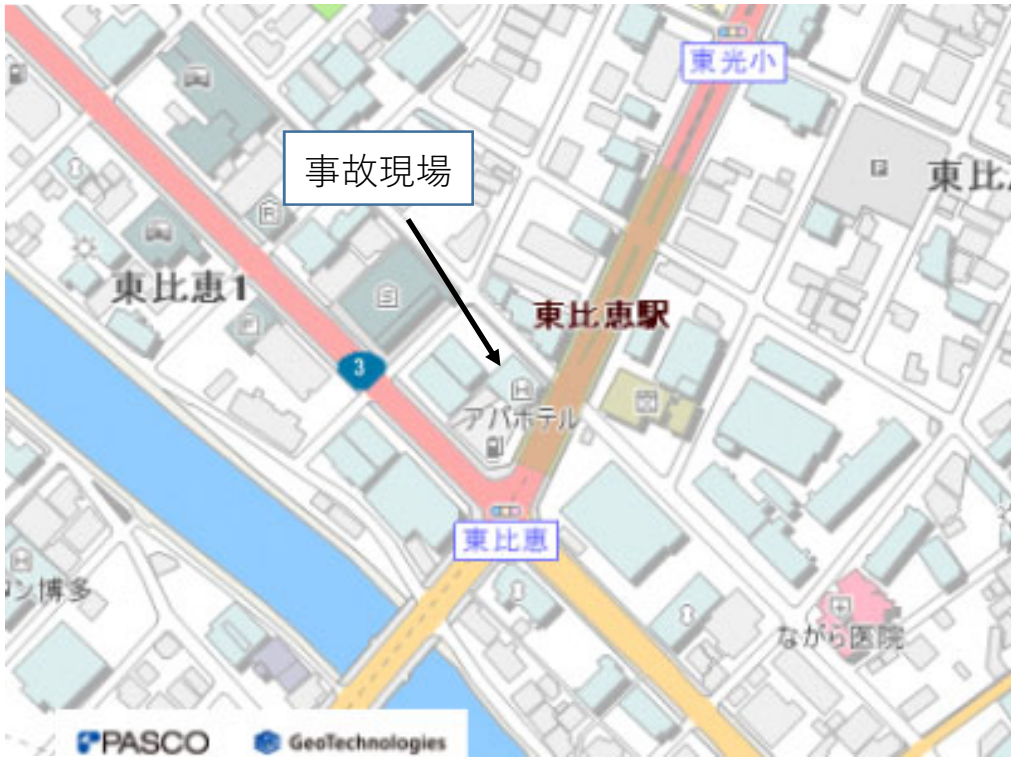 東光小
事故現場
東比
東比恵1
東比恵駅
3
アパホテル
東比恵
ン博多
ながら医院
PASCO
GeoTechnologies